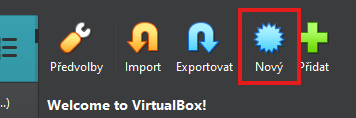 Předvolby Import Exportovat Nový Přidat
..)
Welcome to VirtualBox!